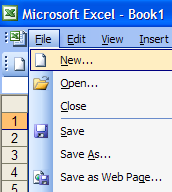 Microsoft Excel - Book1
File Edit View Insert
New...
Open...
Close
1
2
3
4
5
Save
Save As...
Save as Web Page...